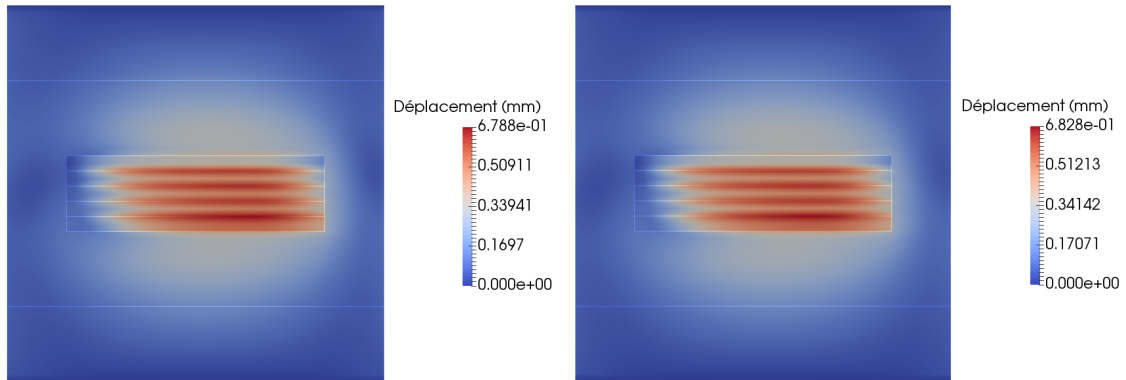 Déplacement (mm)
6.788e-01
0.50911
0.33941
0.1697
0.000e+00
Déplacement (mm)
6.828e-01
0.51213
0.34142
0.17071
0.000e+00